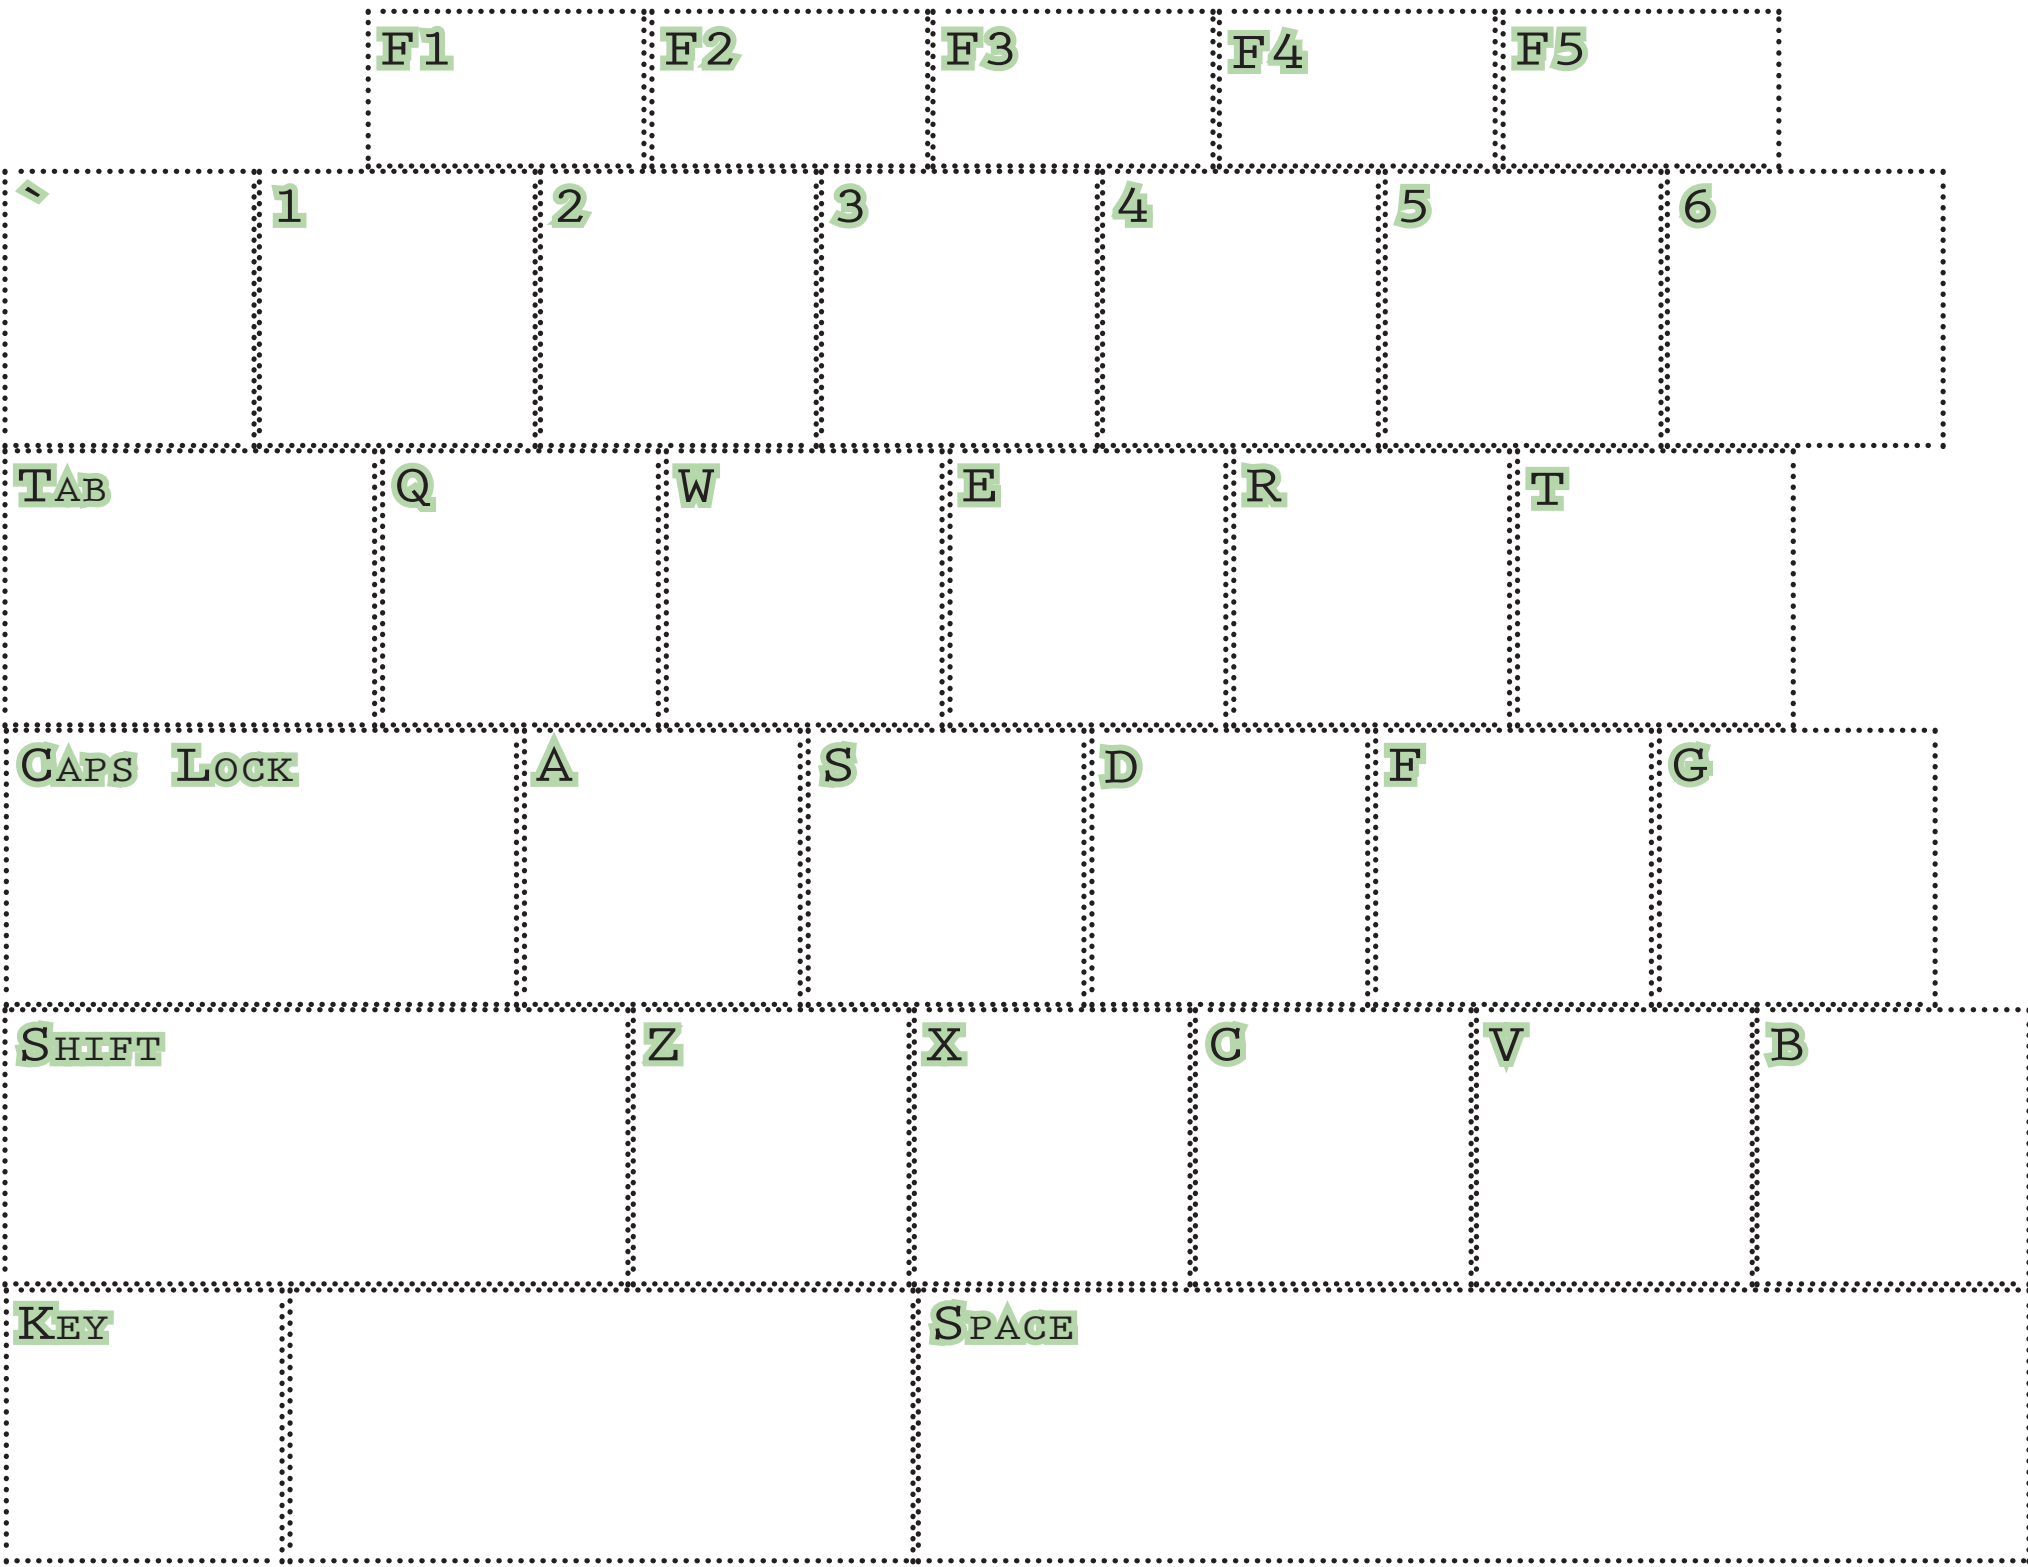 F1 F2 F3 F4 F5
` 1 2 3 4 5 6
Tab Q W E R T
Caps Lock A S D F G
Shift Z X C V B
Key Space